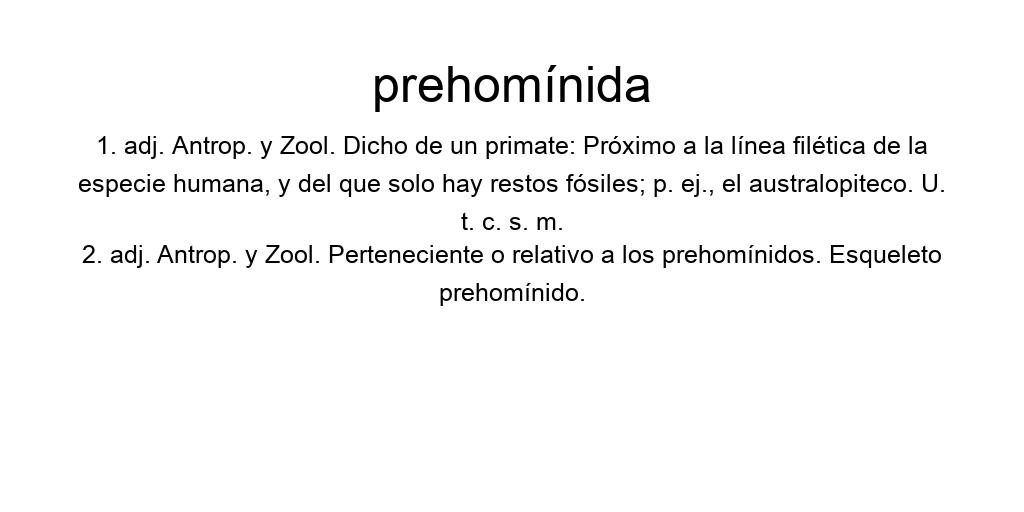 prehomínida
1. adj. Antrop. y Zool. Dicho de un primate: Próximo a la línea filética de la
especie humana, y del que solo hay restos fósiles; p. ej., el australopiteco. U.
t. c. s. m.
2. adj. Antrop. y Zool. Perteneciente o relativo a los prehomínidos. Esqueleto
prehomínido.